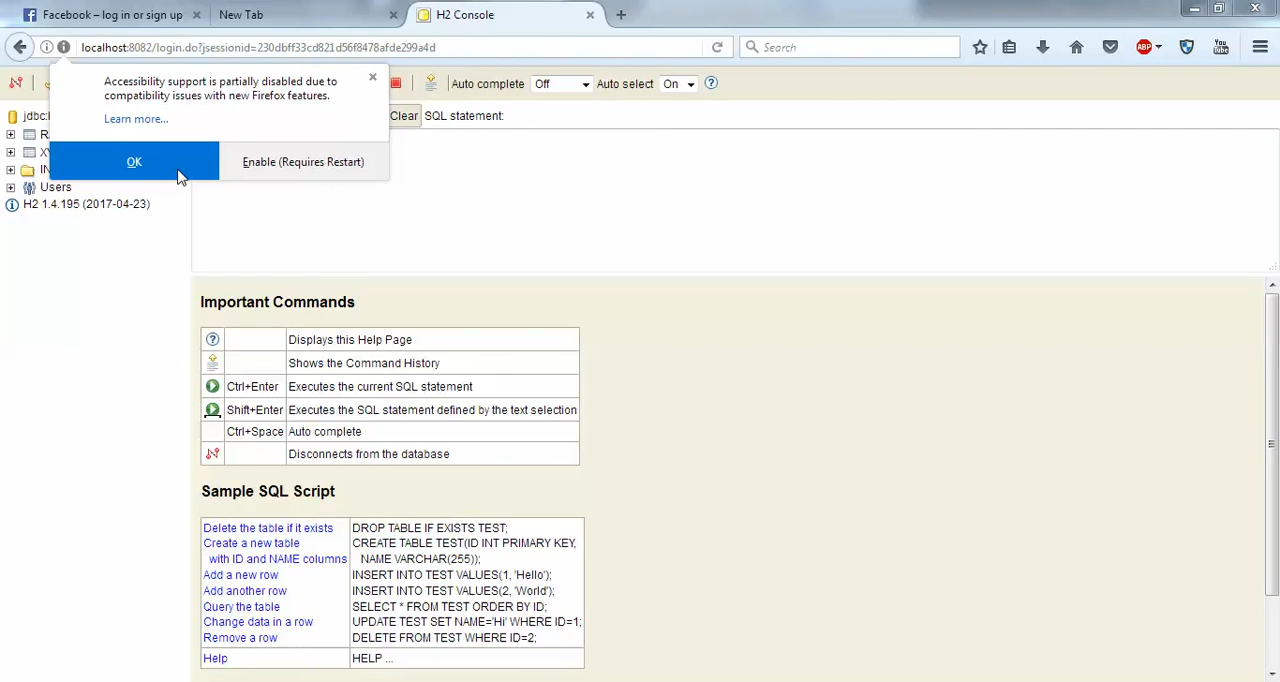 Facebook – log in or sign up
New Tab
H2 Console
localhost:8082/login.do?jsessionid=230dbff33cd821d56f8478afde299a4d
Search
ABP
You
Tube
Accessibility support is partially disabled due to
compatibility issues with new Firefox features.
Learn more...
OK
Enable (Requires Restart)
Auto complete Off
Auto select On
jdbc:
Clear SQL statement:
Users
H2 1.4.195 (2017-04-23)
Important Commands
Displays this Help Page
Shows the Command History
Ctrl+Enter Executes the current SQL statement
Shift+Enter Executes the SQL statement defined by the text selection
Ctrl+Space Auto complete
Disconnects from the database
Sample SQL Script
Delete the table if it exists DROP TABLE IF EXISTS TEST;
Create a new table CREATE TABLE TEST(ID INT PRIMARY KEY,
with ID and NAME columns NAME VARCHAR(255));
Add a new row INSERT INTO TEST VALUES(1, 'Hello');
Add another row INSERT INTO TEST VALUES(2, 'World');
Query the table SELECT * FROM TEST ORDER BY ID;
Change data in a row UPDATE TEST SET NAME='Hi' WHERE ID=1;
Remove a row DELETE FROM TEST WHERE ID=2;
Help HELP ...